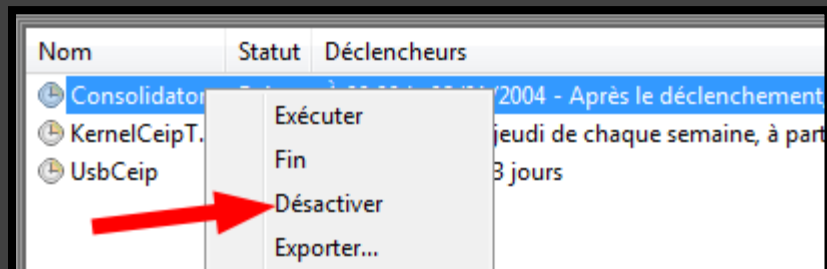 Nom Statut Déclencheurs
Consolidator /2004 - Après le déclenchement,
Exécuter
KernelCeipT. jeudi de chaque semaine, à part
Fin
UsbCeip 3 jours
Désactiver
Exporter...